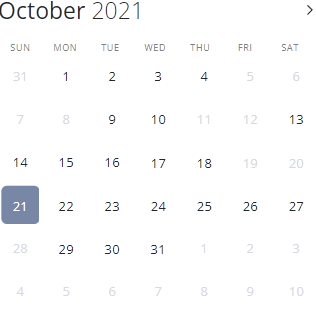 October 2021
SUN MON TUE WED THU FRI SAT
31 1 2 3 4 5 6
7 8 9 10 11 12 13
14 15 16 17 18 19 20
21 22 23 24 25 26 27
28 29 30 31 1 2 3
4 5 6 7 8 9 10